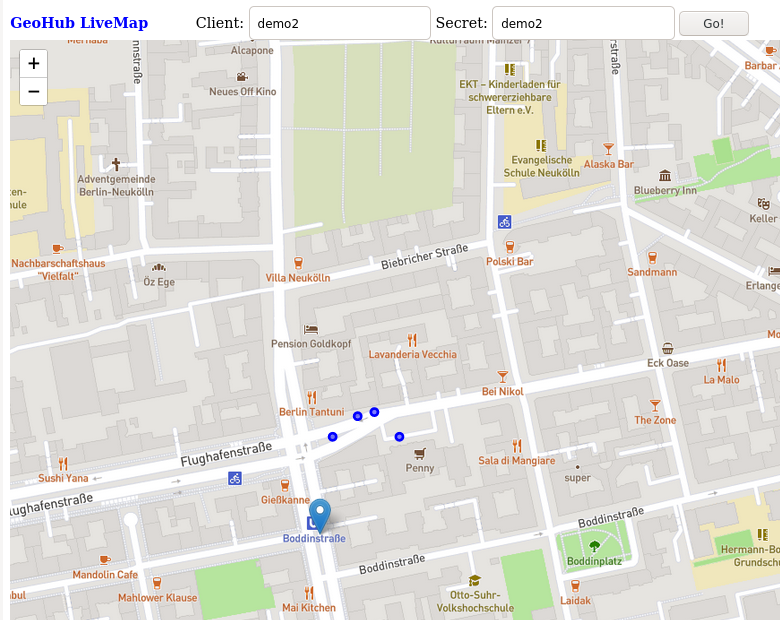 GeoHub LiveMap
Client: demo2 Secret: demo2 Go!
+
−
Alcapone
Neues Off Kino
EKT – Kinderladen für
schwererziehbare
Eltern e.V.
Barbar
Adventgemeinde
Berlin-Neukölln
Evangelische
Schule Neukölln
Alaska Bar
Blueberry Inn
Keller
Nachbarschaftshaus
"Vielfalt"
Öz Ege
Villa Neukölln
Biebricher Straße
Polski Bar
Sandmann
Erlange
Pension Goldkopf
Lavanderia Vecchia
Eck Oase
La Malo
Bei Nikol
Berlin Tantuni
The Zone
Flughafenstraße
Sushi Yana
Penny
Sala di Mangiare
super
Gießkanne
lughafenstraße
Boddinstraße
Boddinstraße
Boddinstraße
Boddinplatz
Hermann-Bo
Grundschu
Mandolin Cafe
Mahlower Klause
Mai Kitchen
Otto-Suhr-
Volkshochschule
Laidak